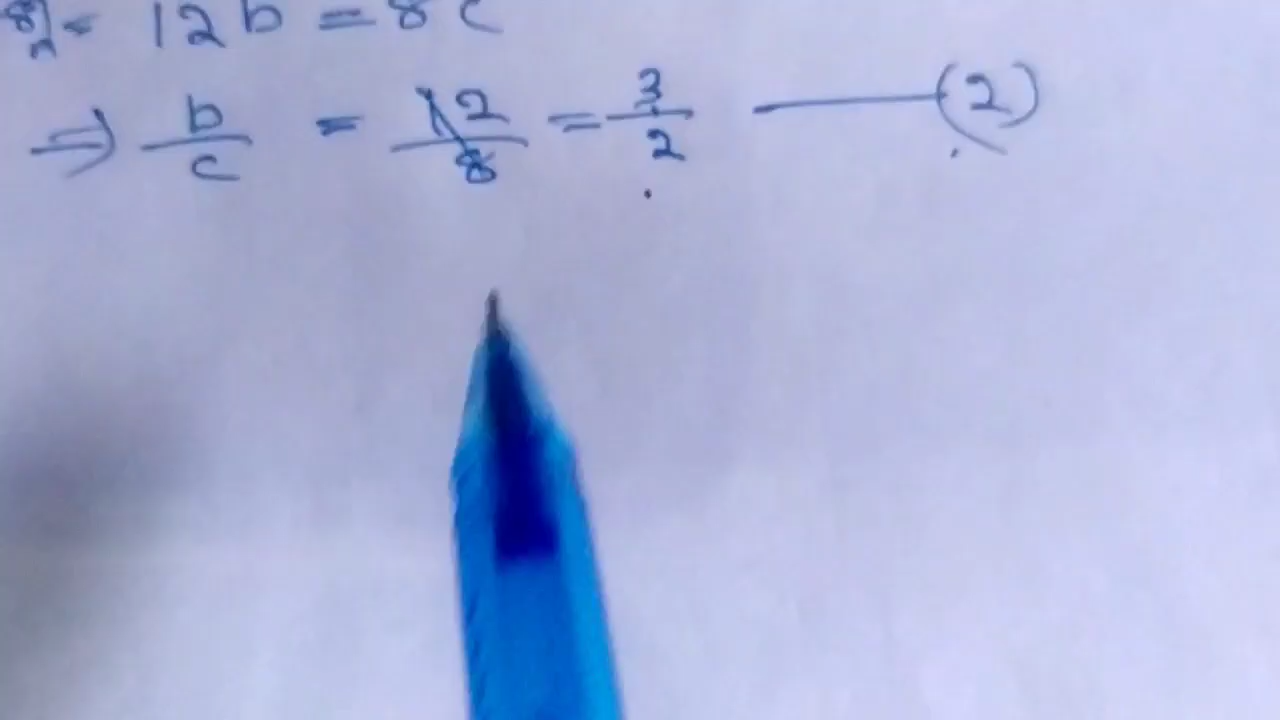 12b = 8c
⇒ b/c = 12/8 = 3/2 —— (2)